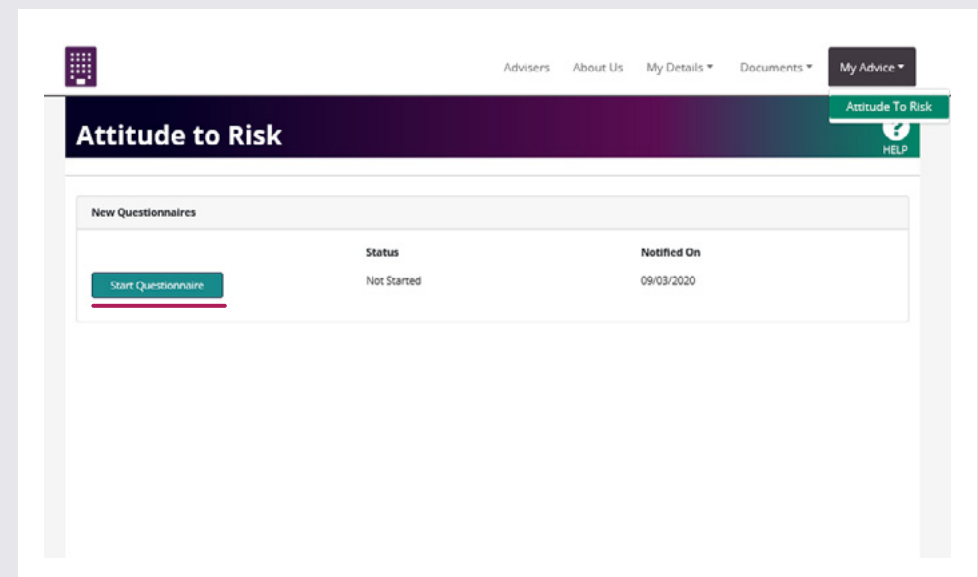 Advisers About Us My Details Documents My Advice
Attitude To Risk
Attitude to Risk
?
HELP
New Questionnaires
Status Notified On
Start Questionnaire Not Started 09/03/2020